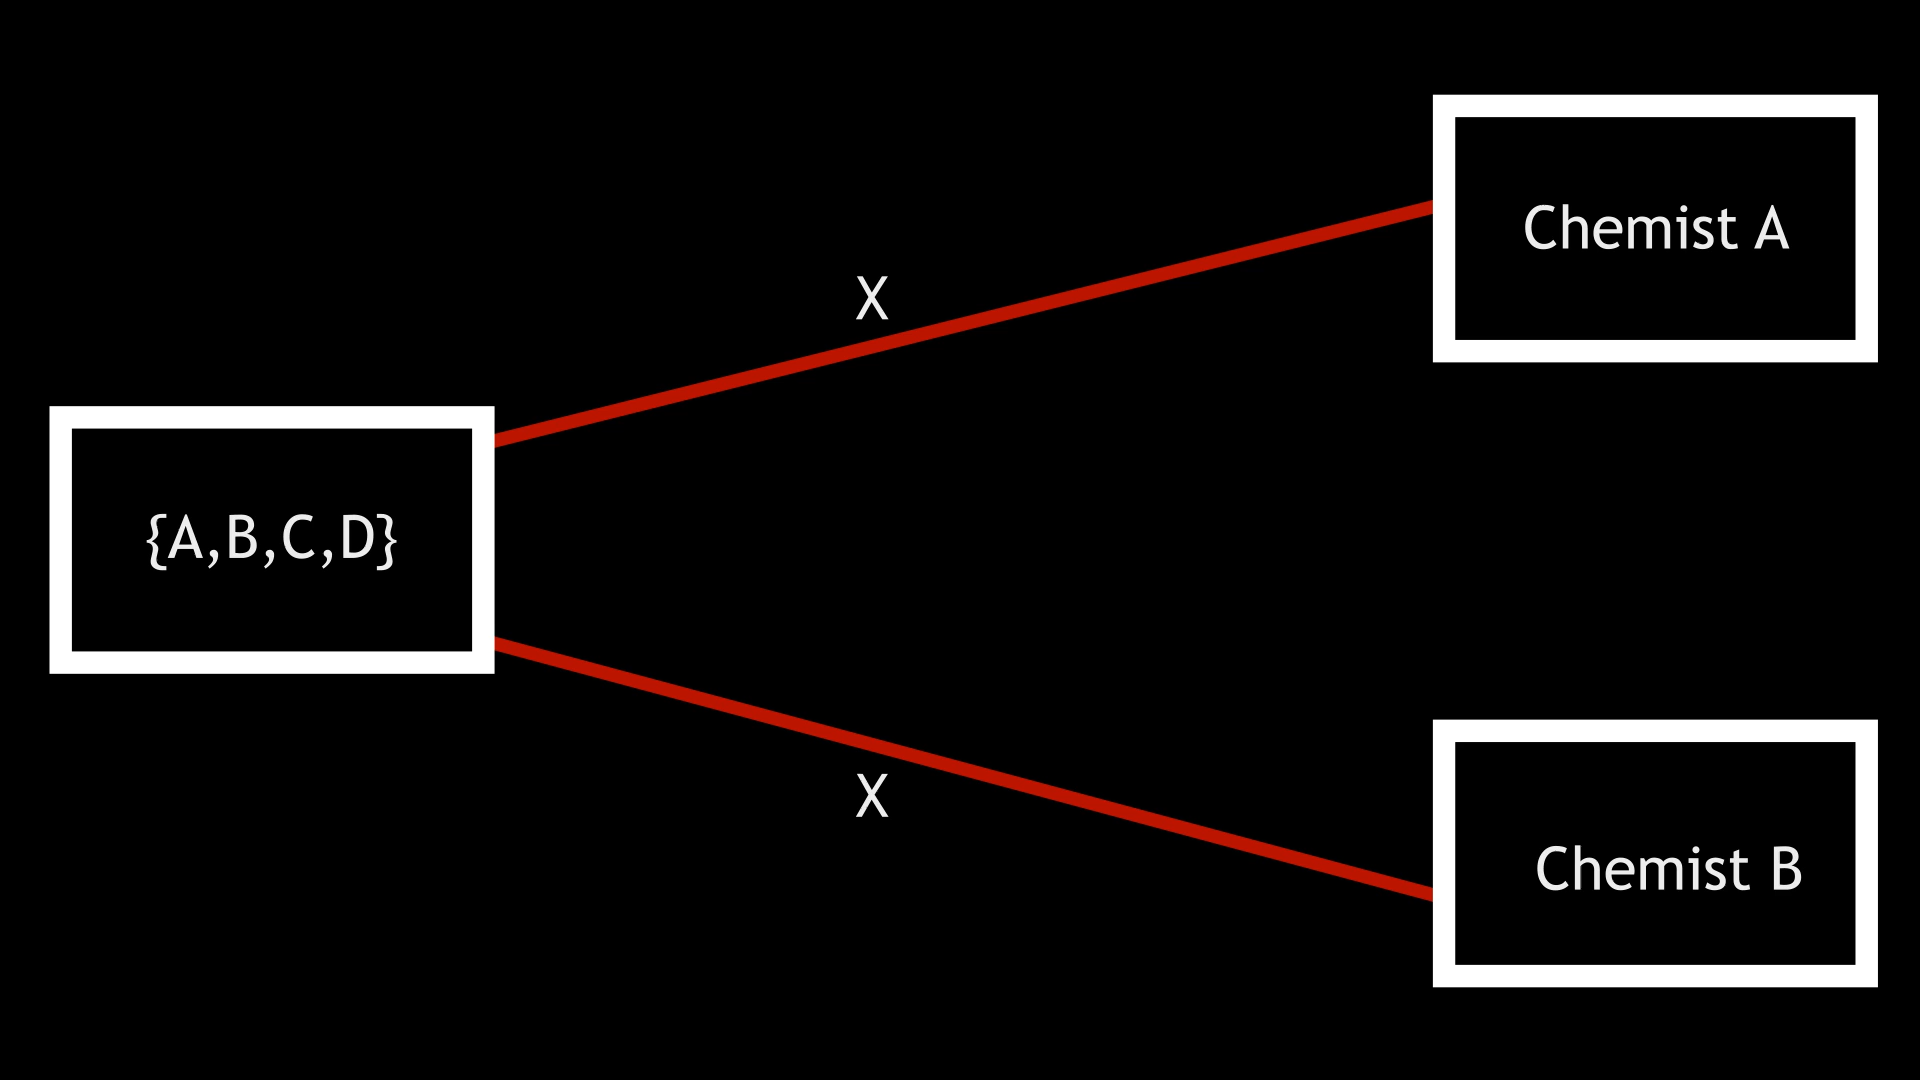 Chemist A
X
{A,B,C,D}
X
Chemist B